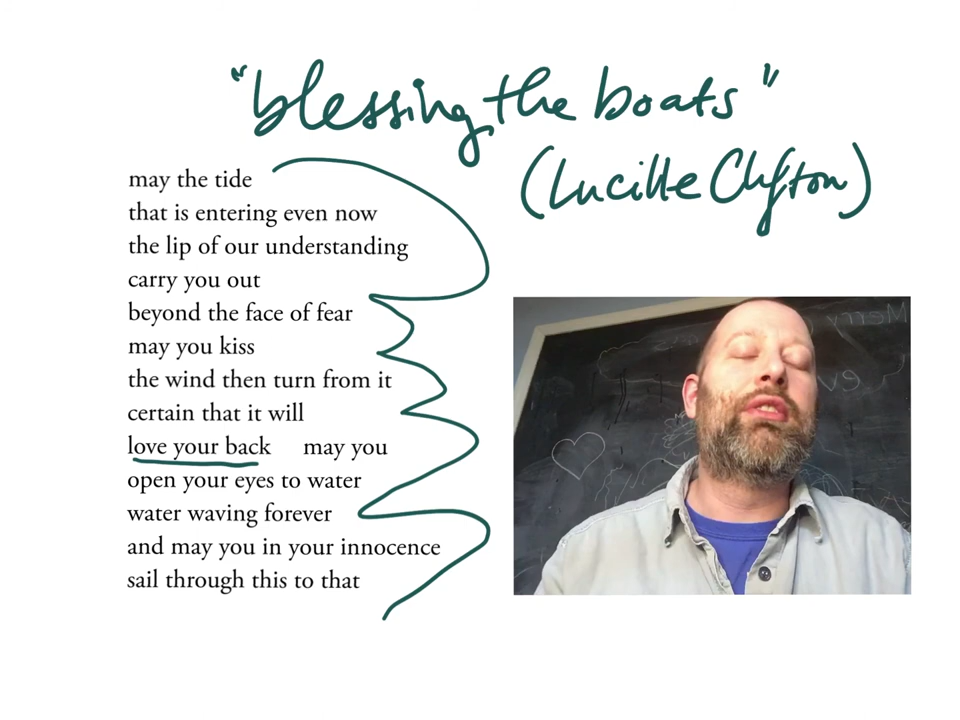 "blessing the boats"
(Lucille Clifton)
may the tide
that is entering even now
the lip of our understanding
carry you out
beyond the face of fear
may you kiss
the wind then turn from it
certain that it will
love your back may you
open your eyes to water
water waving forever
and may you in your innocence
sail through this to that
Merry